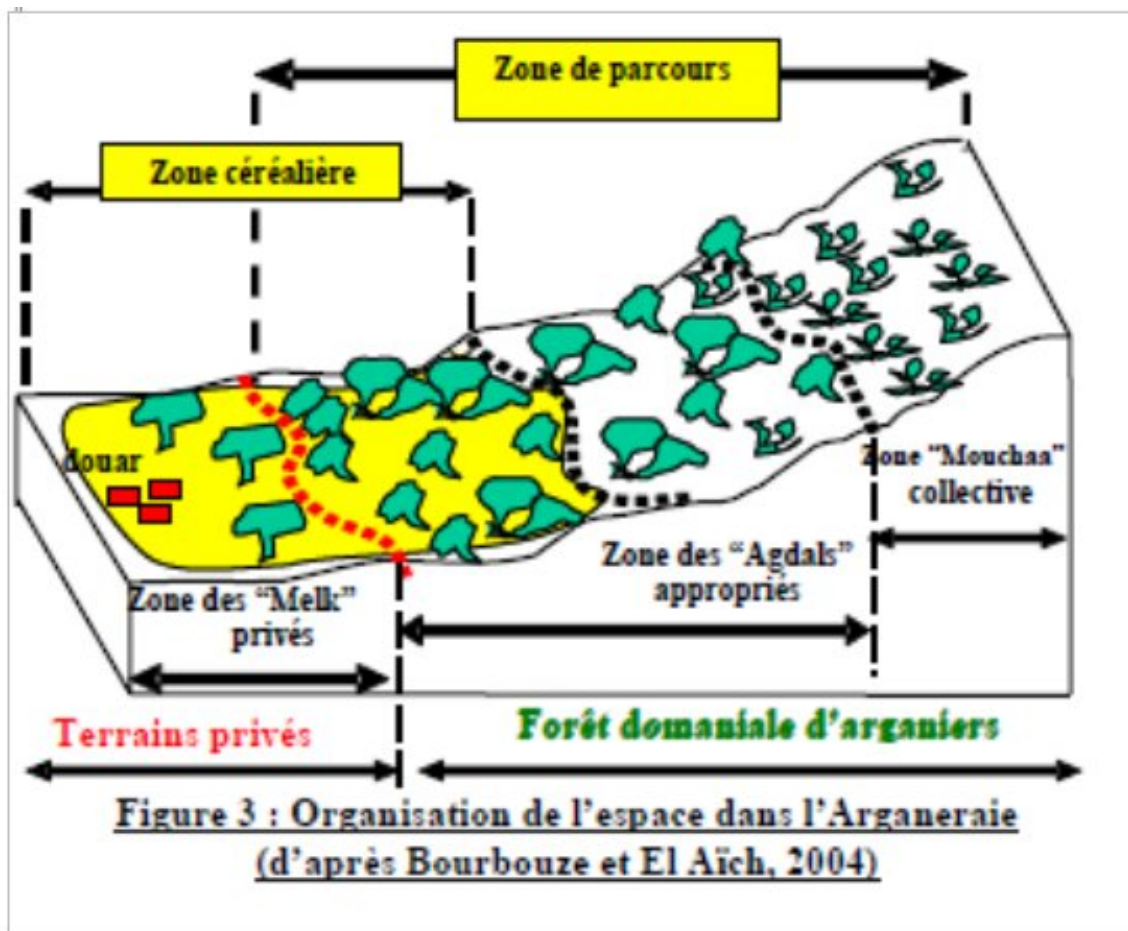 Zone de parcours
Zone céréalière
douar
Zone "Mouchaa"
collective
Zone des "Agdals"
appropriés
Zone des "Melk"
privés
Terrains privés
Forêt domaniale d'arganiers
Figure 3 : Organisation de l'espace dans l'Arganeraie
(d'après Bourbouze et El Aïch, 2004)